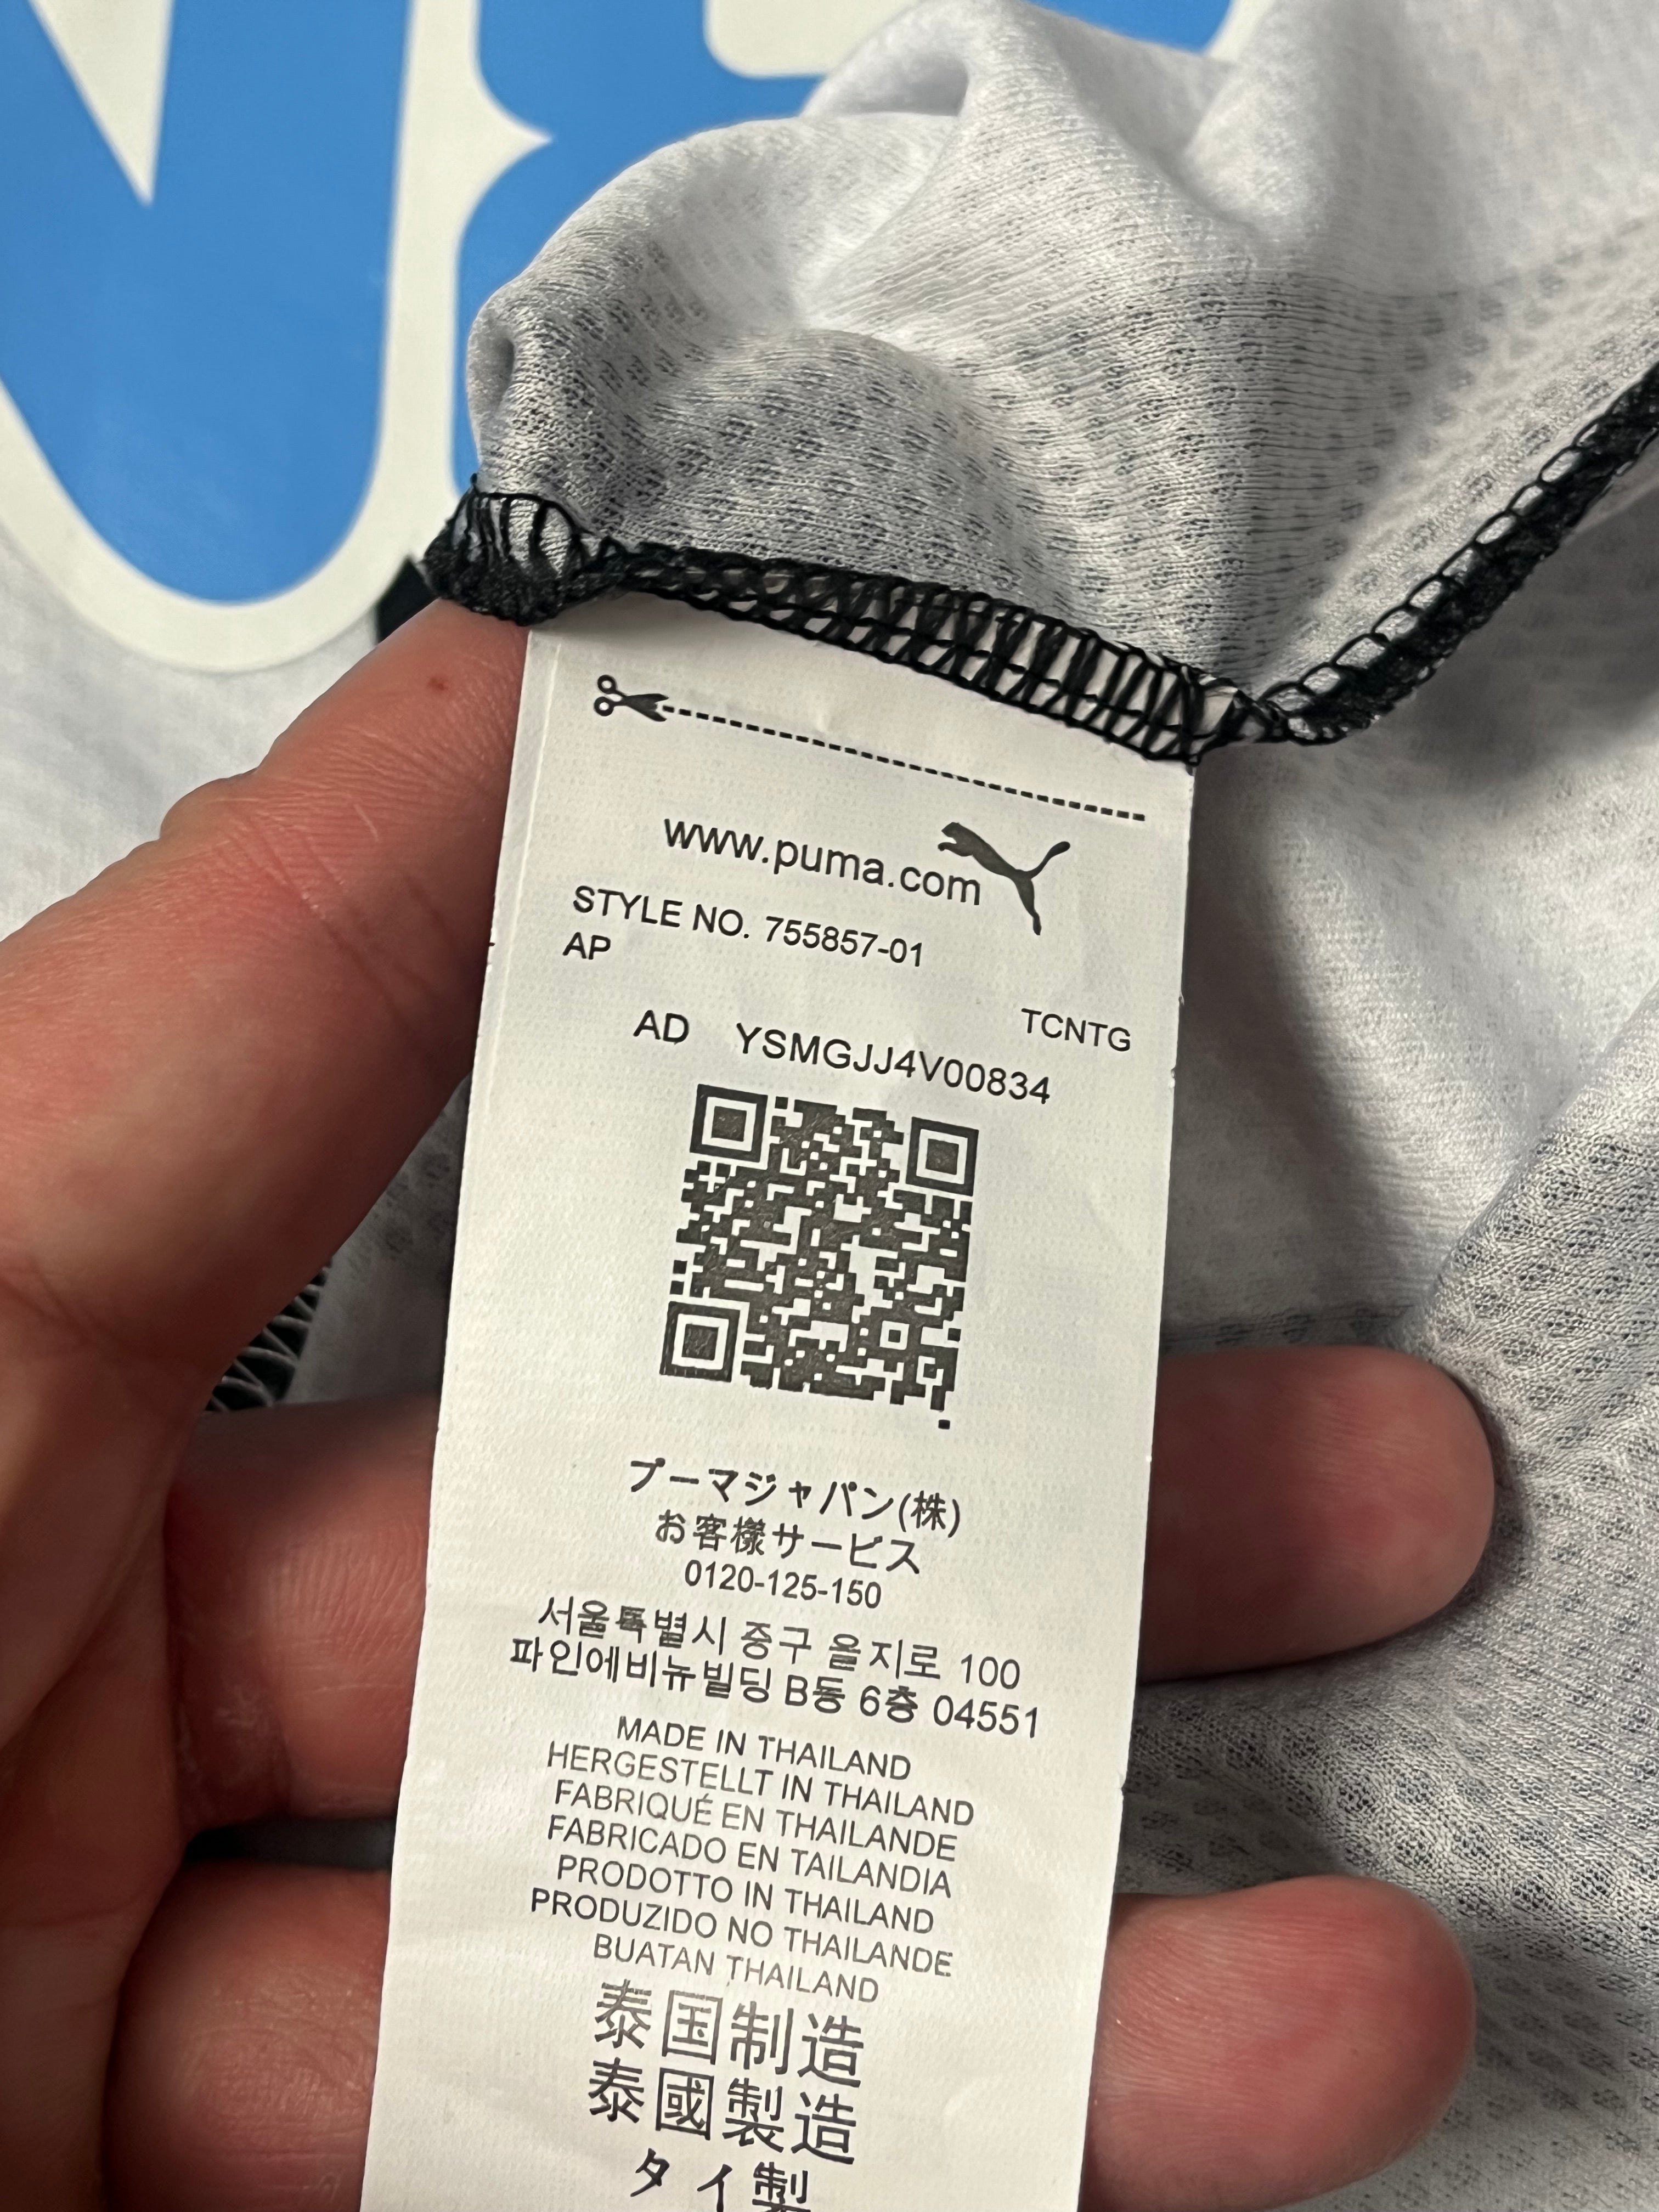 www.puma.com
STYLE NO. 755857-01
AP
TCNTG
AD YSMGJJ4V00834
プーマジャパン(株)
お客様サービス
0120-125-150
서울특별시 중구 을지로 100
파인에비뉴빌딩 B동 6층 04551
MADE IN THAILAND
HERGESTELLT IN THAILAND
FABRIQUÉ EN THAILANDE
FABRICADO EN TAILANDIA
PRODOTTO IN THAILAND
PRODUZIDO NO THAILANDE
BUATAN THAILAND
泰国制造
泰國製造
タイ製